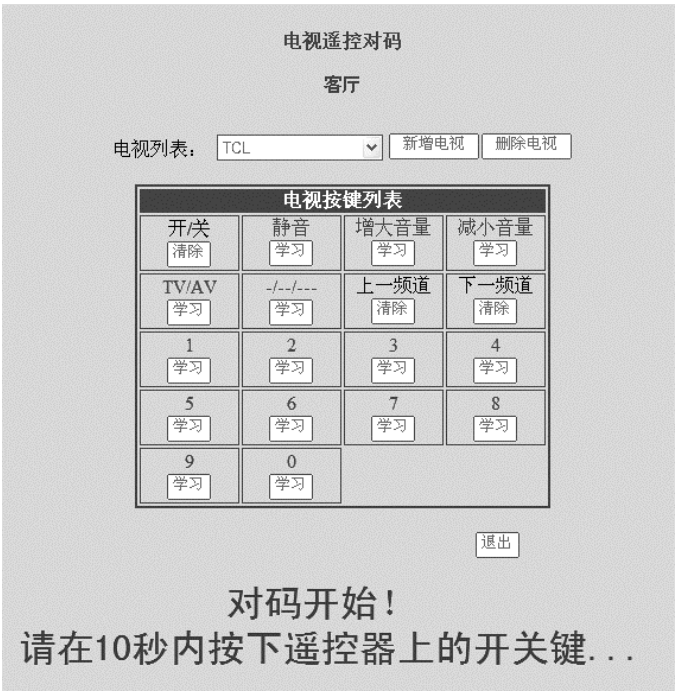 电视遥控对码
客厅
电视列表： TCL 新增电视 删除电视
电视按键列表
开/关 静音 增大音量 减小音量
清除 学习 学习 学习
TV/AV -/--/--- 上一频道 下一频道
学习 学习 清除 清除
1 2 3 4
学习 学习 学习 学习
5 6 7 8
学习 学习 学习 学习
9 0
学习 学习
退出
对码开始！
请在10秒内按下遥控器上的开关键...